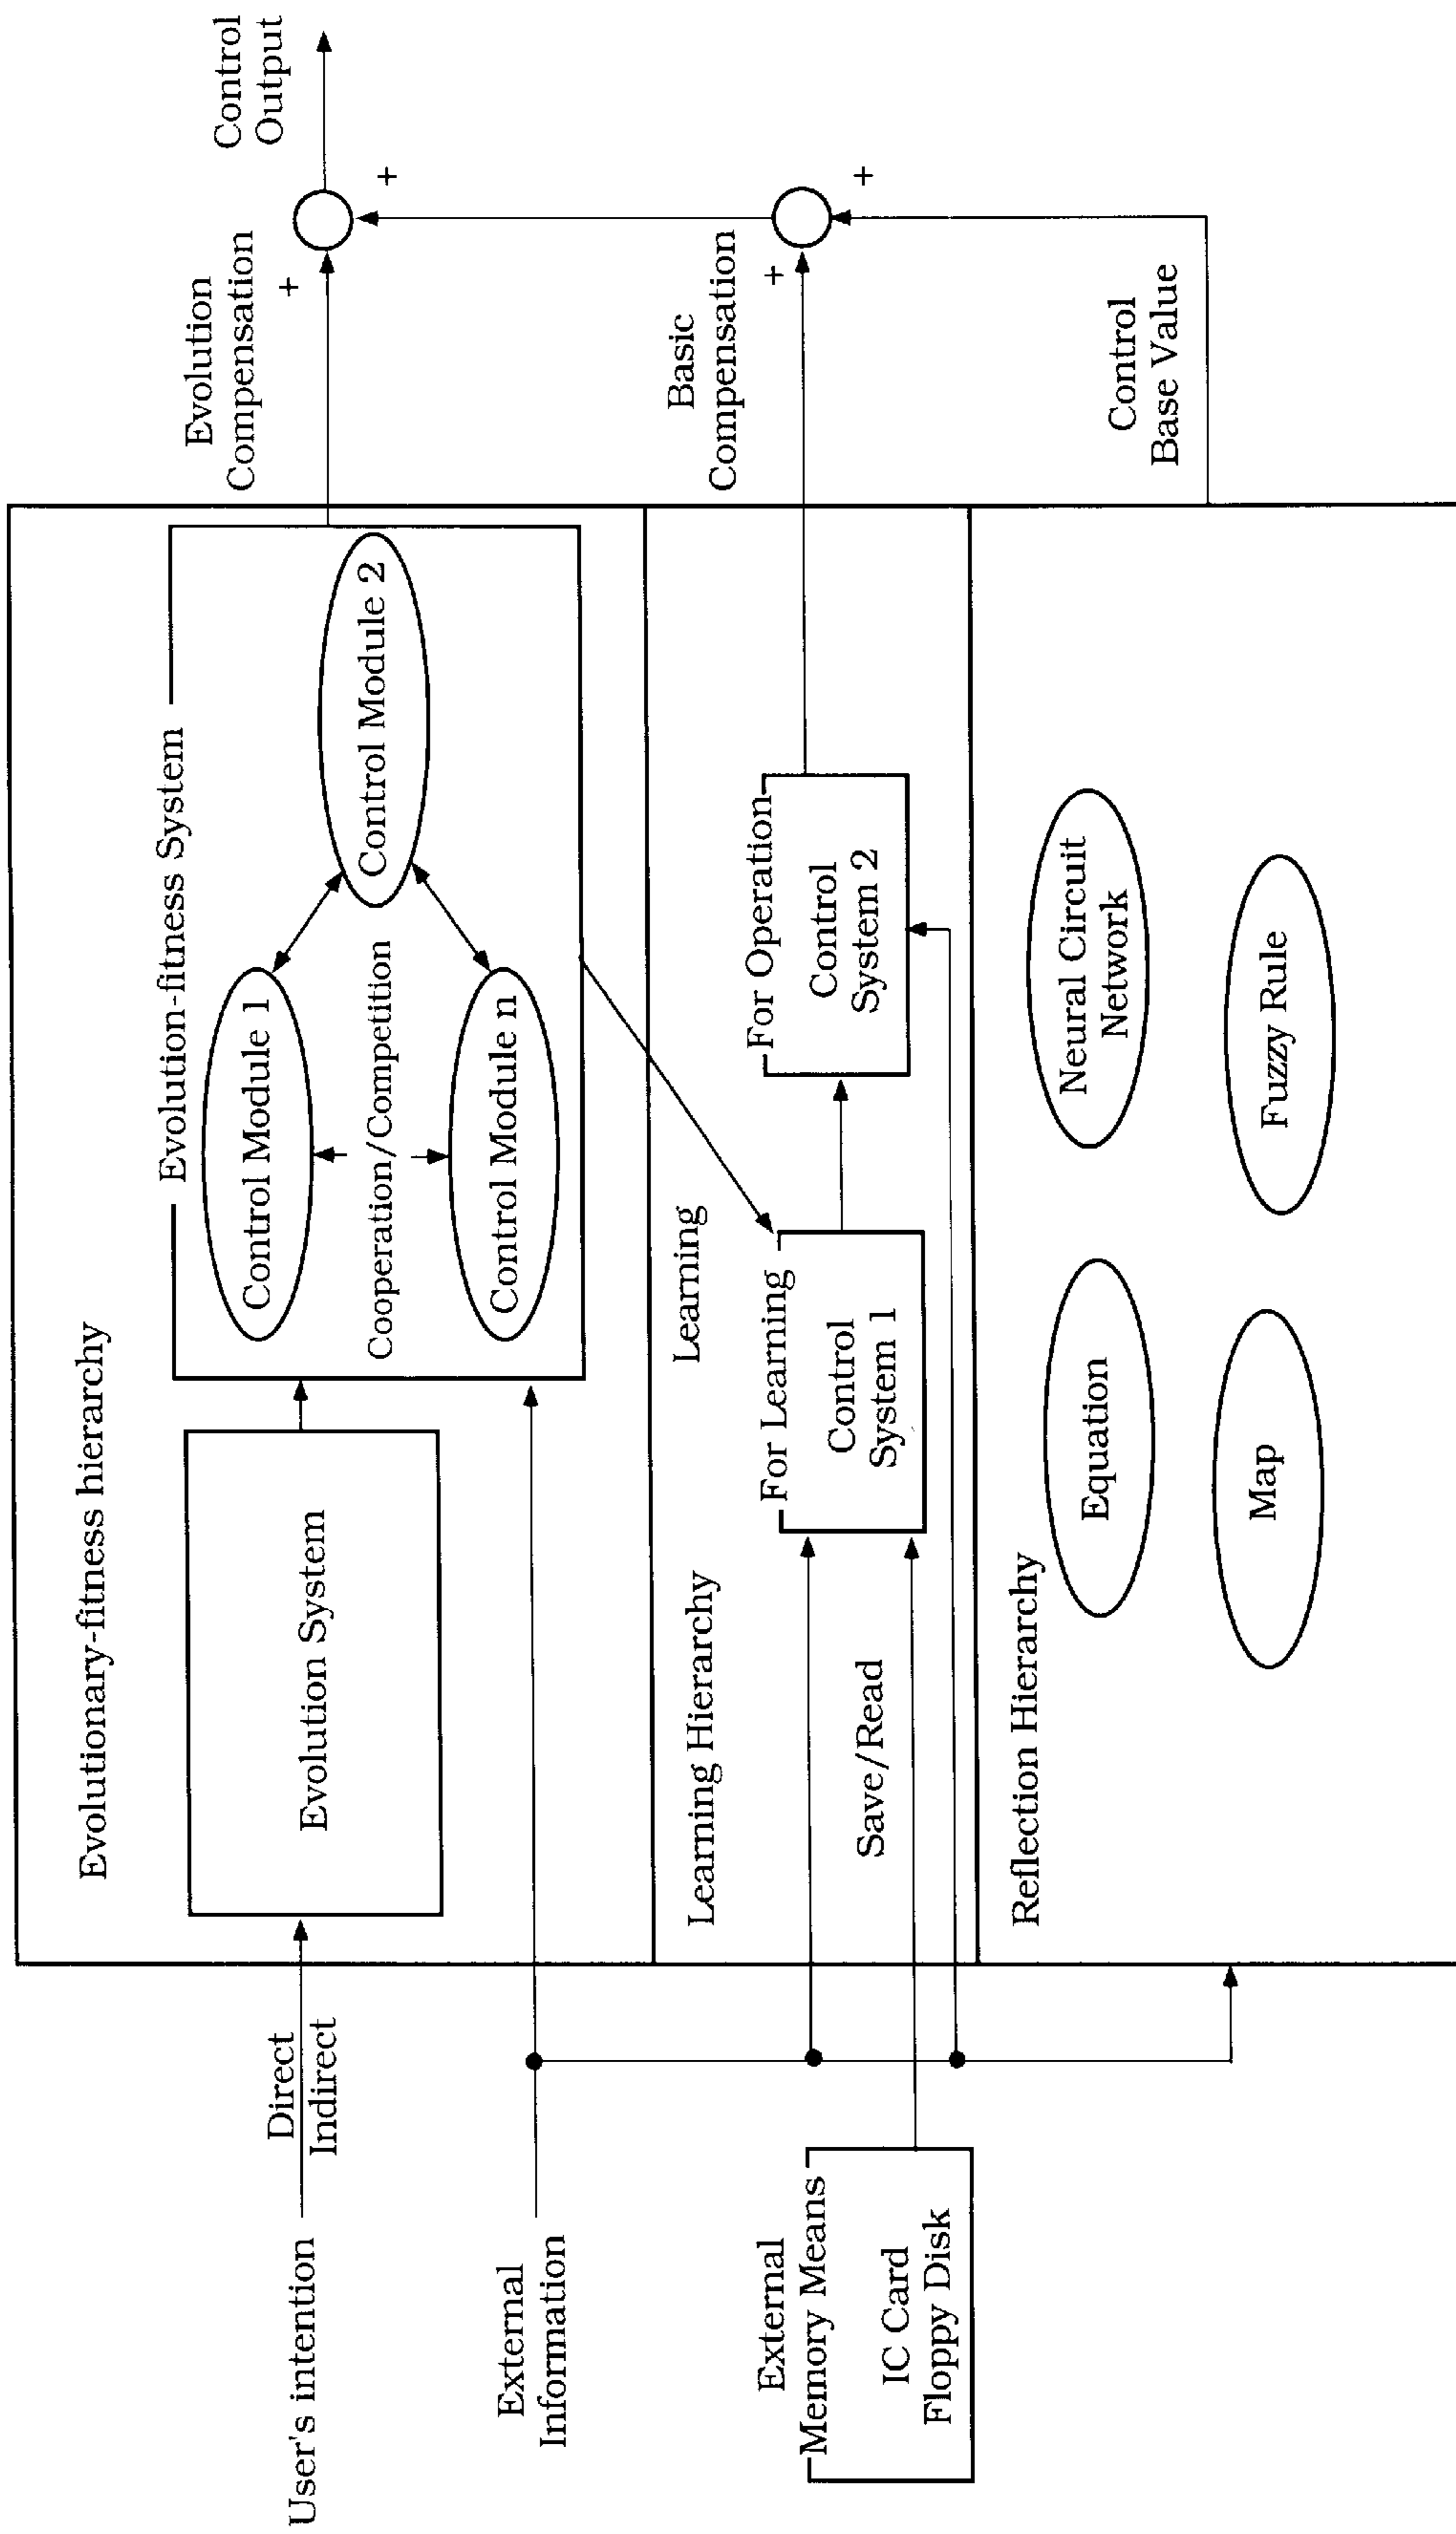 Evolutionary-fitness hierarchy
User's intention
Direct
Indirect
Evolution System
Evolution-fitness System
Control Module 1
Cooperation/Competition
Control Module n
Control Module 2
Evolution
Compensation
+
+
Control
Output
External
Information
Learning Hierarchy
Learning
External
Memory Means
IC Card
Floppy Disk
Save/Read
For Learning
Control
System 1
For Operation
Control
System 2
Basic
Compensation
+
+
Reflection Hierarchy
Equation
Map
Neural Circuit
Network
Fuzzy Rule
Control
Base Value